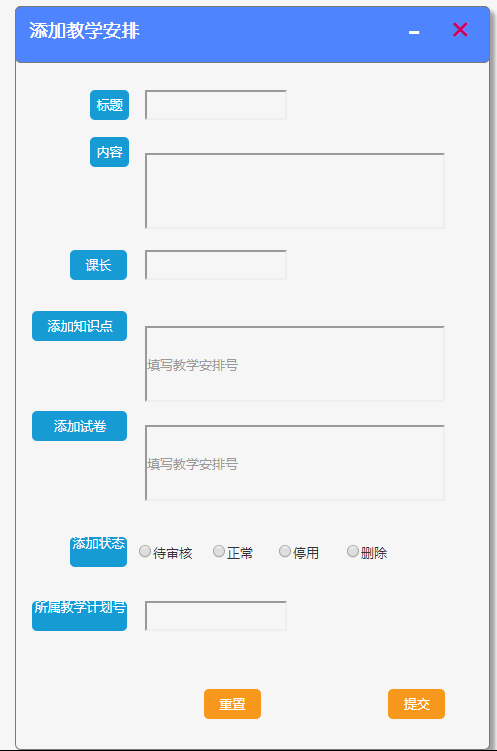 添加教学安排
标题
内容
课长
添加知识点
填写教学安排号
添加试卷
填写教学安排号
添加状态 待审核 正常 停用 删除
所属教学计划号
重置 提交